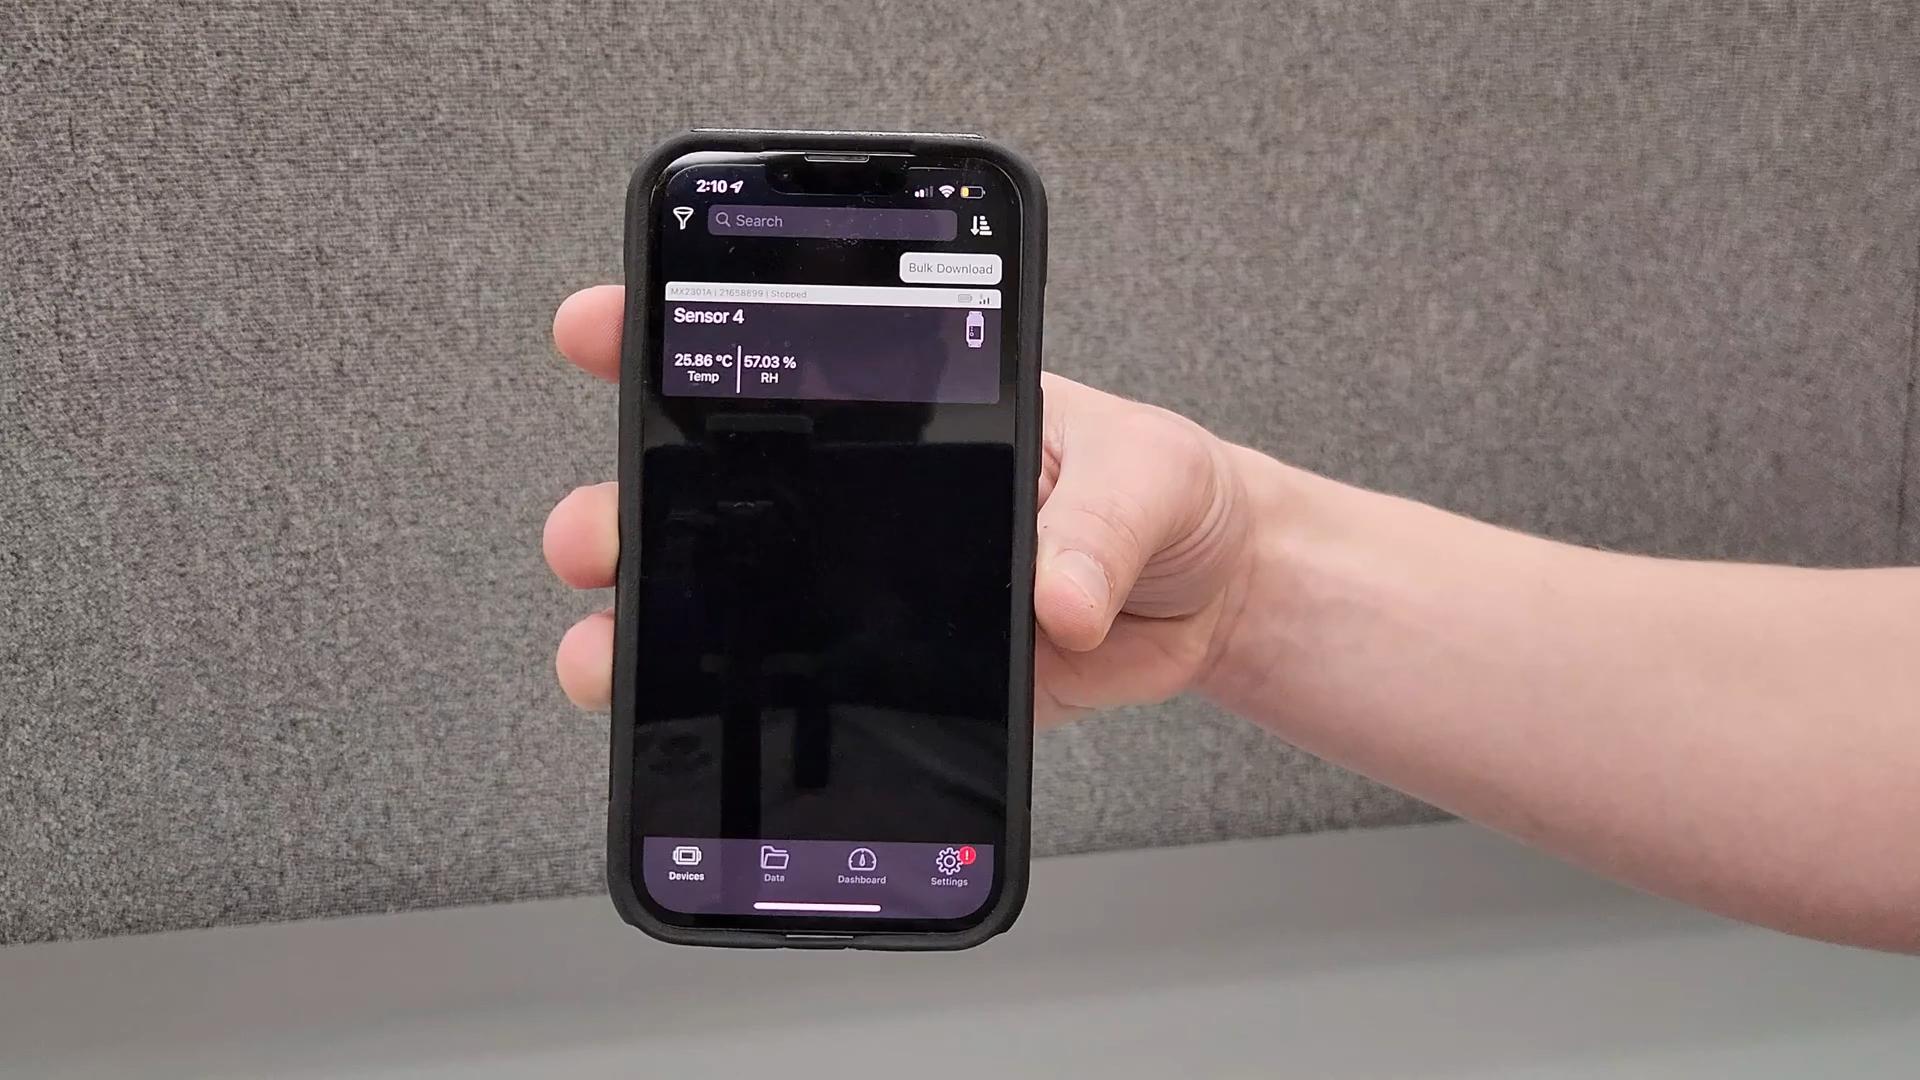 2:10
Search
Bulk Download
MX2301A | 21658899 | Stopped
Sensor 4
25.86 °C 57.03 %
Temp RH
Devices Data Dashboard Settings